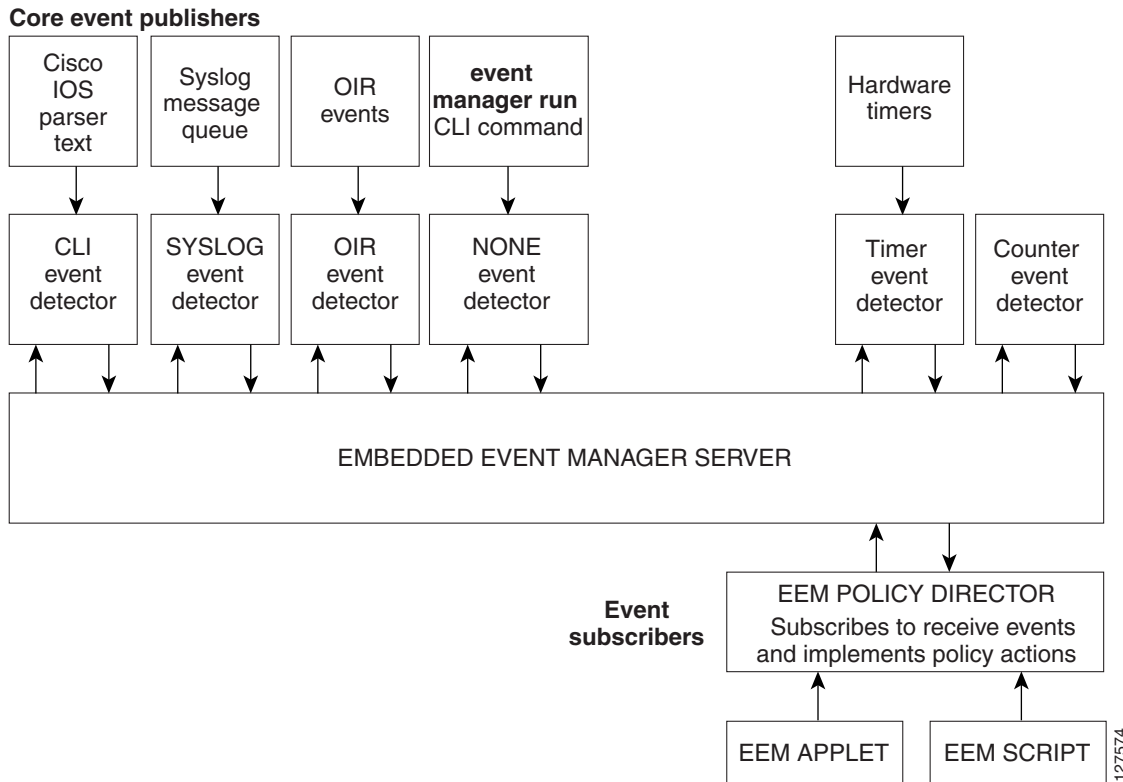 Core event publishers
Cisco
IOS
parser
text
Syslog
message
queue
OIR
events
event
manager run
CLI command
Hardware
timers
CLI
event
detector
SYSLOG
event
detector
OIR
event
detector
NONE
event
detector
Timer
event
detector
Counter
event
detector
EMBEDDED EVENT MANAGER SERVER
Event
subscribers
EEM POLICY DIRECTOR
Subscribes to receive events
and implements policy actions
EEM APPLET
EEM SCRIPT
127574